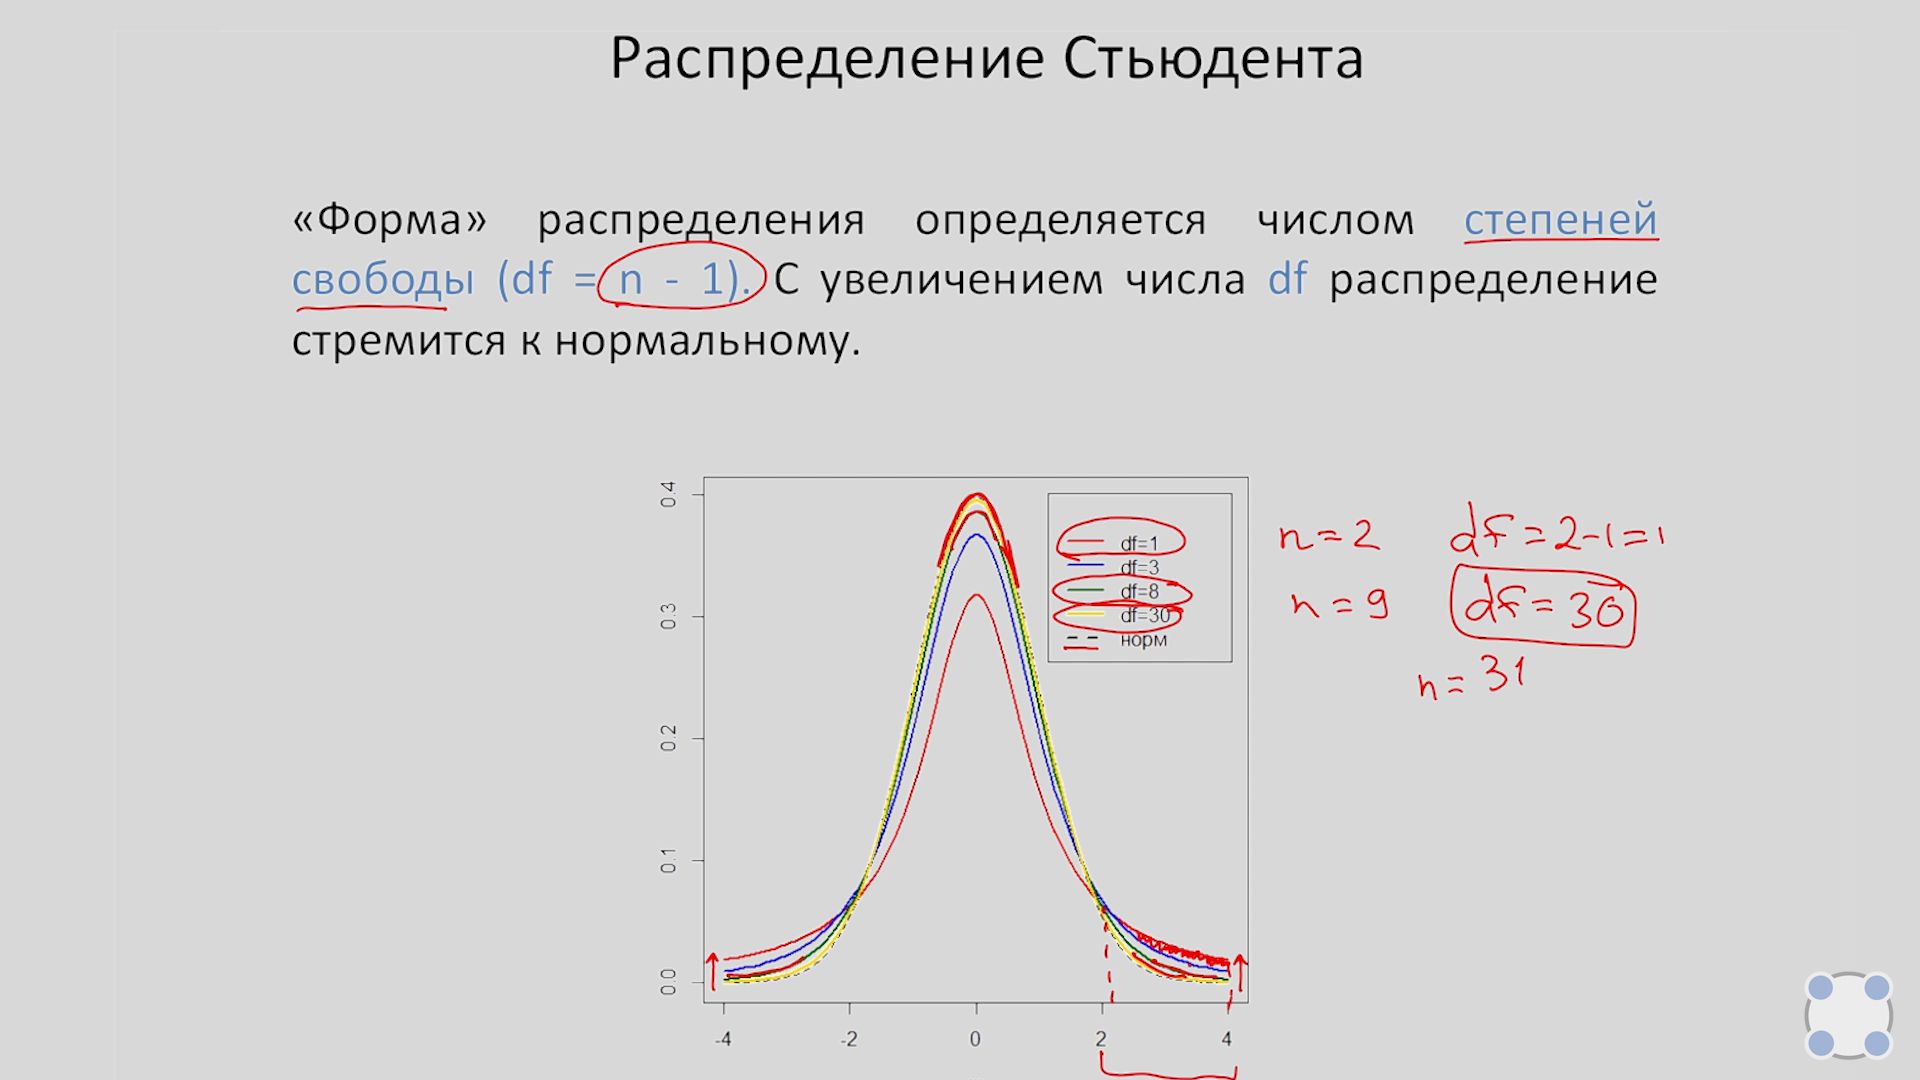 Распределение Стьюдента
«Форма» распределения определяется числом степеней
свободы (df = n - 1). С увеличением числа df распределение
стремится к нормальному.
0.4
0.3
0.2
0.1
0.0
-4 -2 0 2 4
df=1
df=3
df=8
df=30
норм
n=2 df=2-1=1
n=9 df=30
n=31